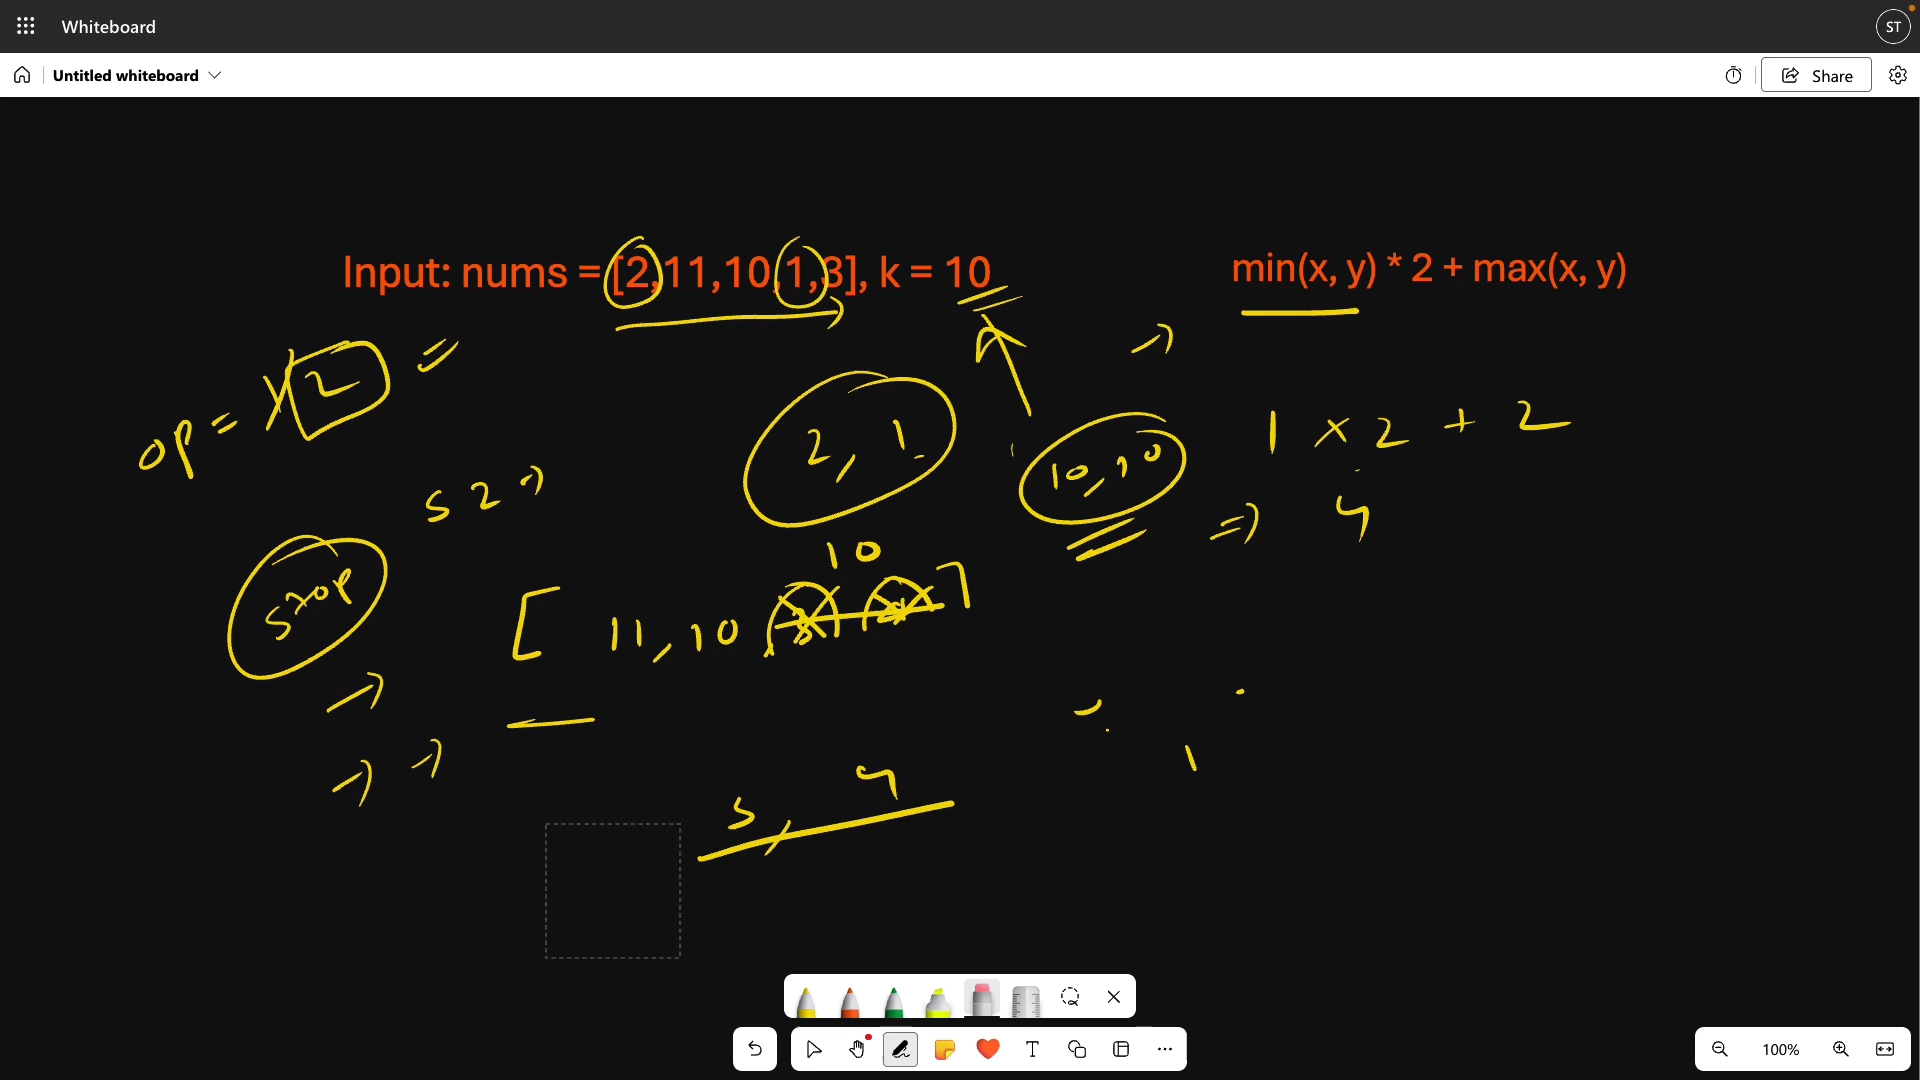 Whiteboard
ST
Untitled whiteboard
Share
Input: nums = [2,11,10,1,3], k = 10
min(x, y) * 2 + max(x, y)
op = 2 =
2, 1
10, 10
1 x 2 + 2
=> 4
5 2 →
stop
10
[ 11, 10 ]
4
T
100%